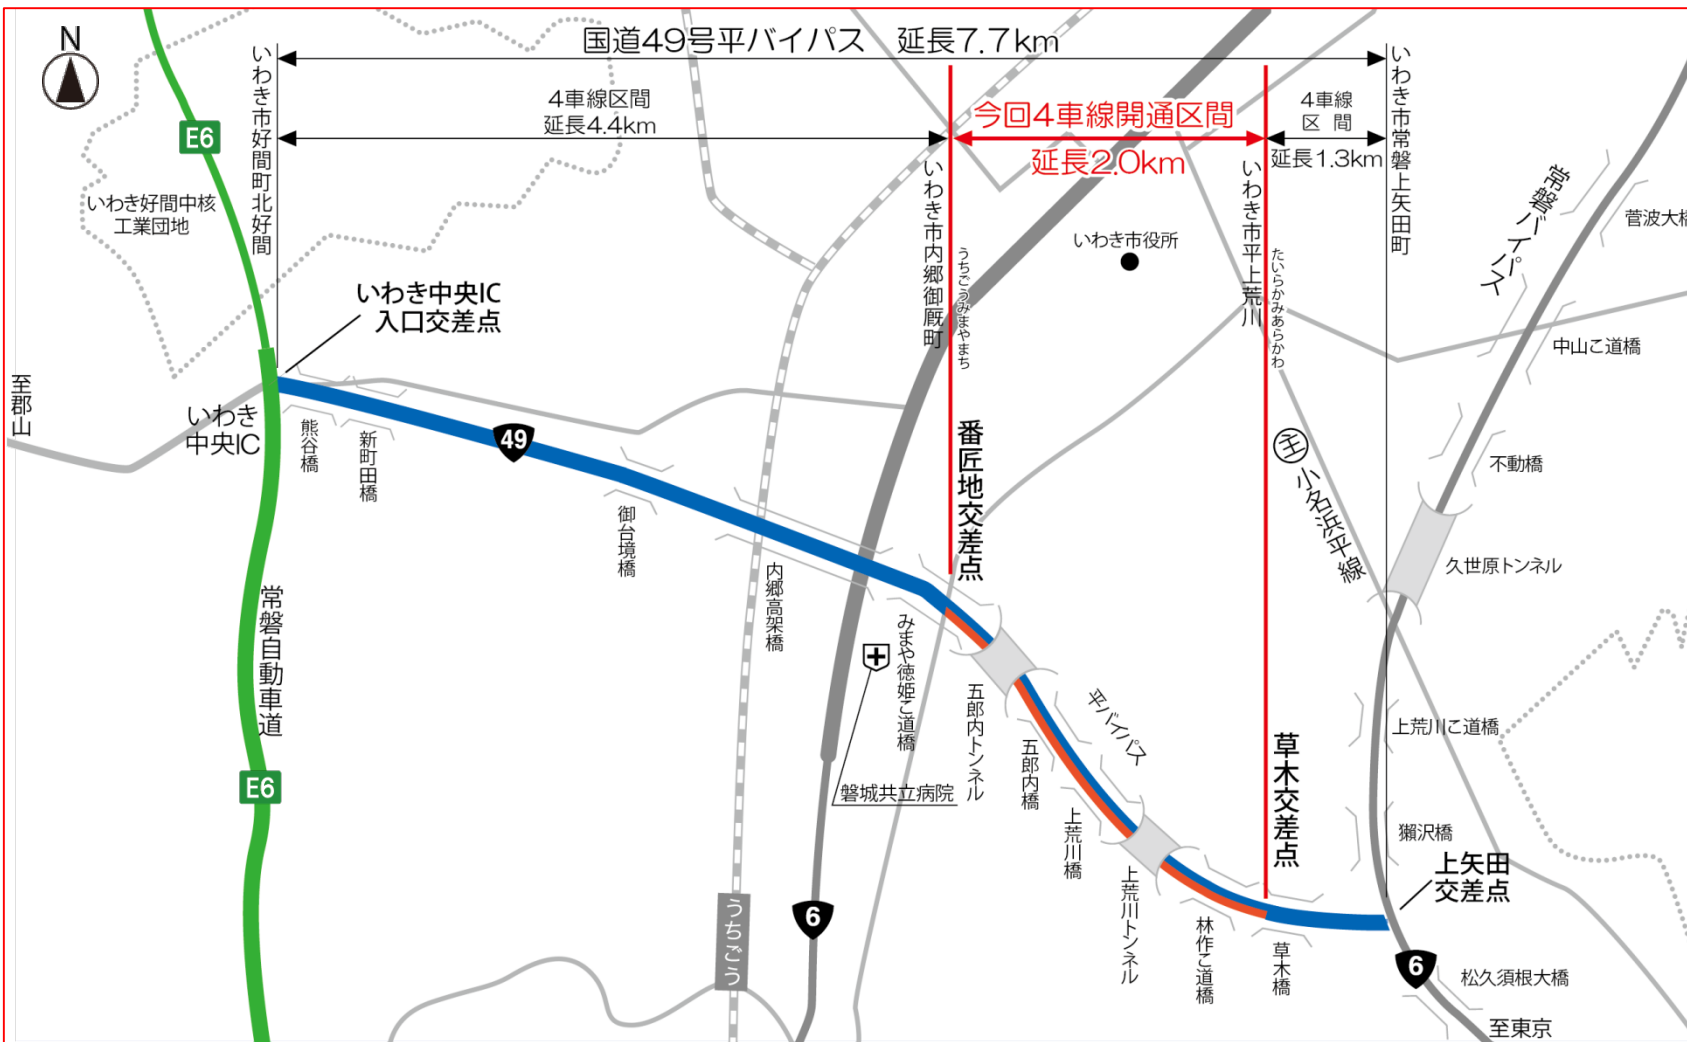 N
国道49号平バイパス　延長7.7km
4車線区間
延長4.4km
今回4車線開通区間
延長2.0km
4車線
区間
延長1.3km
いわき市好間町北好間
いわき市内郷御厩町
うちごうみまやまち
いわき市平上荒川
たいらかみあらかわ
いわき市常磐上矢田町
E6
いわき好間中核
工業団地
いわき中央IC
入口交差点
いわき市役所
常磐バイパス
菅波大橋
中山こ道橋
不動橋
久世原トンネル
至郡山
いわき
中央IC
熊谷橋
新町田橋
49
御台境橋
内郷高架橋
みまや徳姫こ道橋
番匠地交差点
主
小名浜平線
常磐自動車道
E6
磐城共立病院
五郎内トンネル
五郎内橋
平バイパス
上荒川橋
上荒川トンネル
林作こ道橋
草木交差点
草木橋
上荒川こ道橋
獺沢橋
上矢田
交差点
うちごう
6
6
松久須根大橋
至東京